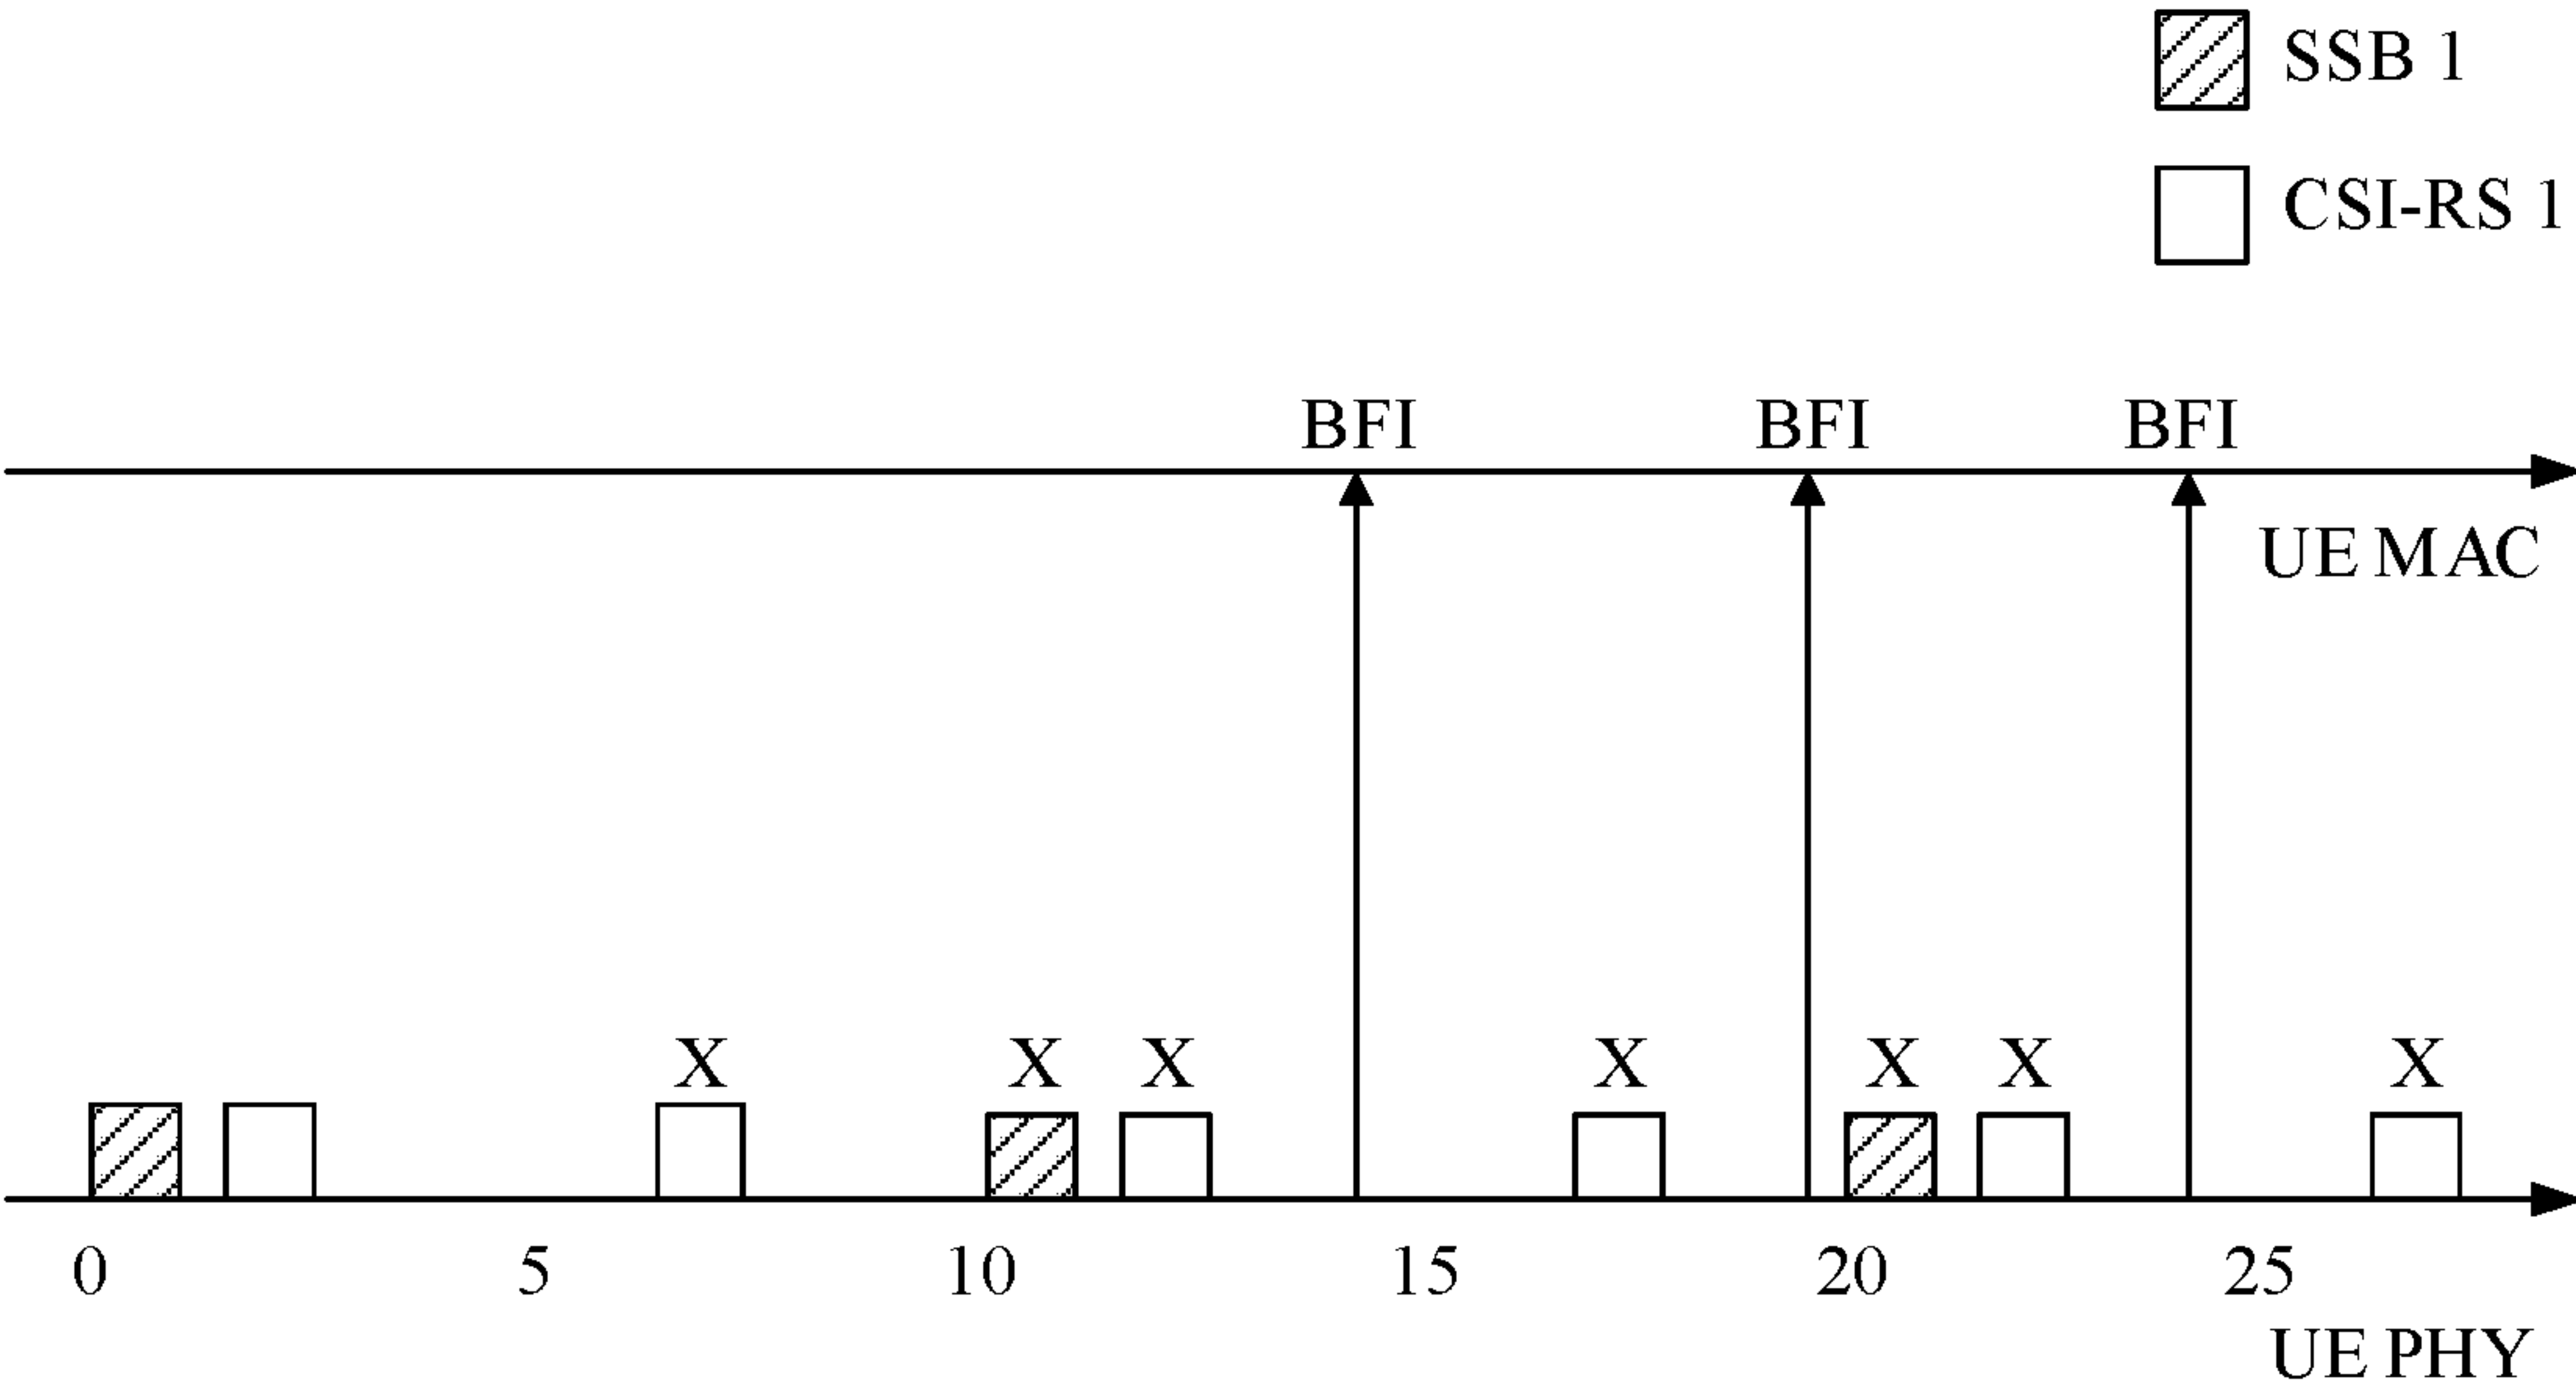 SSB 1
CSI-RS 1
BFI BFI BFI
UE MAC
X X X X X X X
0 5 10 15 20 25
UE PHY